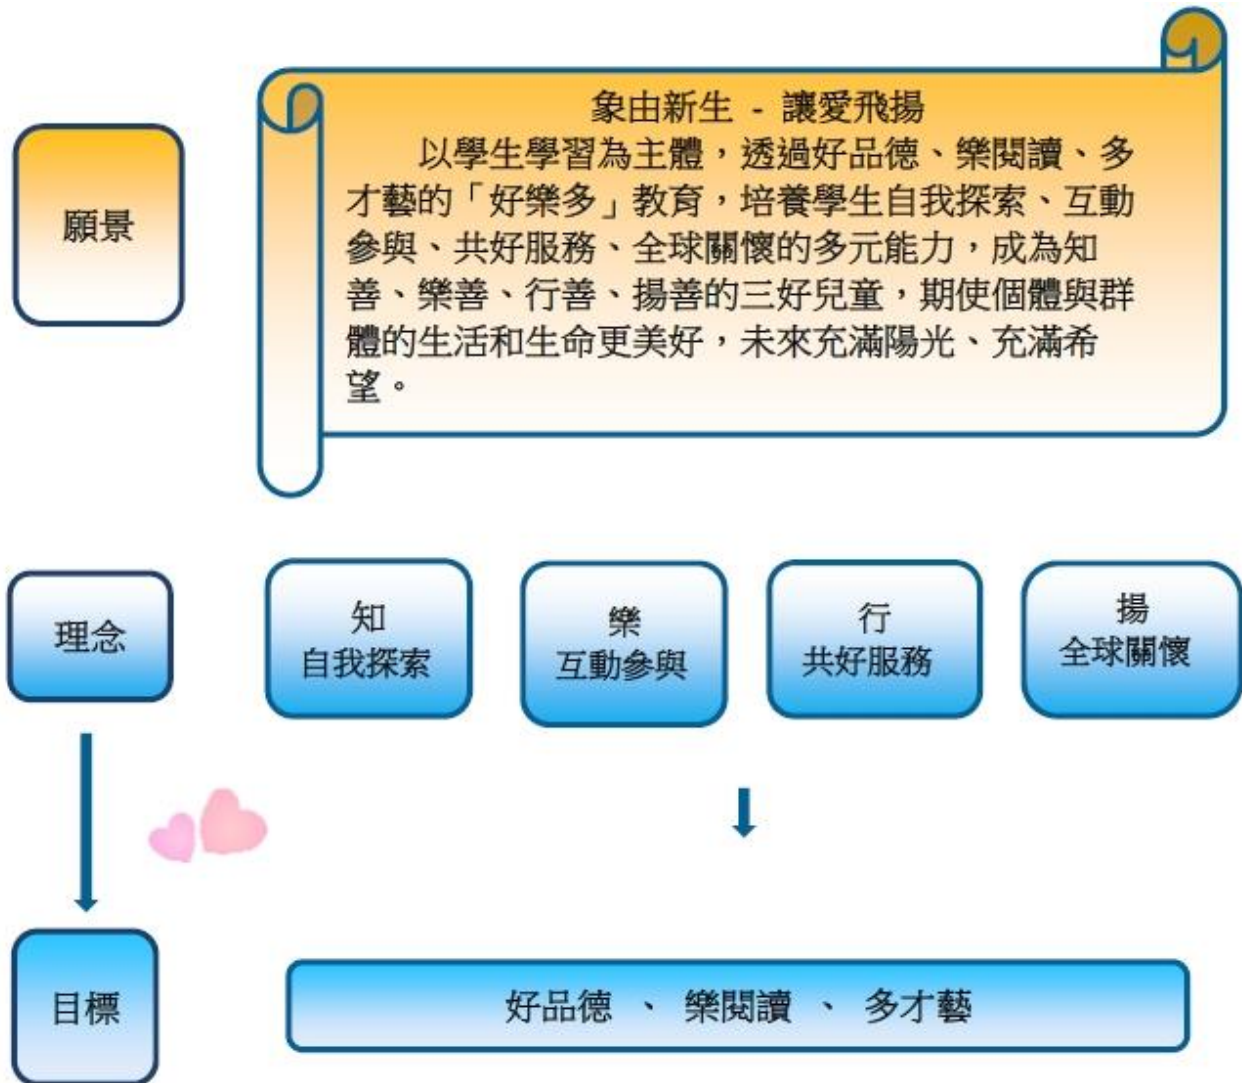 象由新生 - 讓愛飛揚
以學生學習為主體，透過好品德、樂閱讀、多
才藝的「好樂多」教育，培養學生自我探索、互動
參與、共好服務、全球關懷的多元能力，成為知
善、樂善、行善、揚善的三好兒童，期使個體與群
體的生活和生命更美好，未來充滿陽光、充滿希
望。
願景
理念
知
自我探索
樂
互動參與
行
共好服務
揚
全球關懷
目標
好品德 、 樂閱讀 、 多才藝